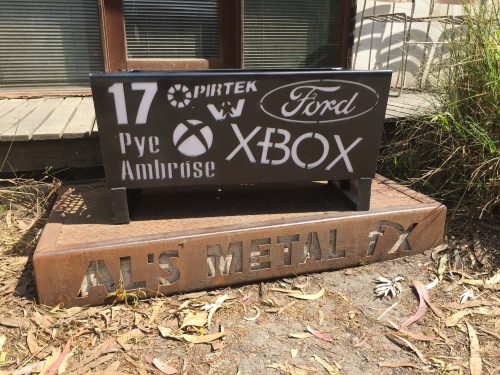 17 PIRTEK Ford
Pye XBOX
Ambrose
AL'S METAL FX